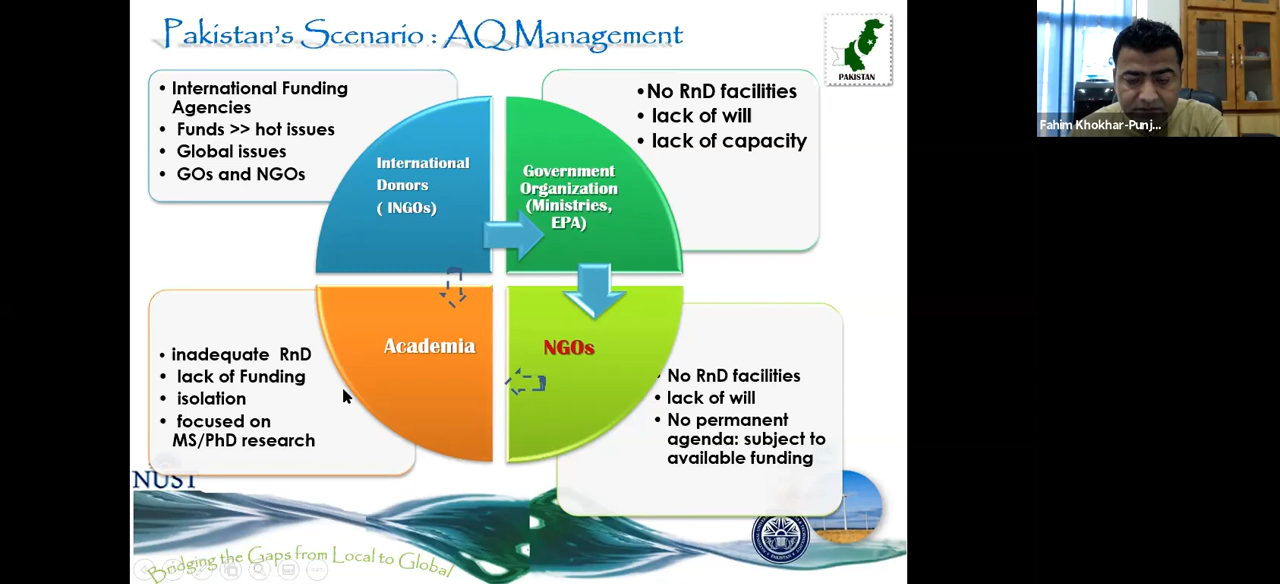 Pakistan's Scenario : AQ Management
PAKISTAN
• International Funding
Agencies
• Funds >> hot issues
• Global issues
• GOs and NGOs
International
Donors
( INGOs)
Government
Organization
(Ministries,
EPA)
•No RnD facilities
• lack of will
• lack of capacity
• inadequate RnD
• lack of Funding
• isolation
• focused on
MS/PhD research
Academia
NGOs
• No RnD facilities
• lack of will
• No permanent
agenda: subject to
available funding
NUST
Bridging the Gaps from Local to Global
Fahim Khokhar-Punj...